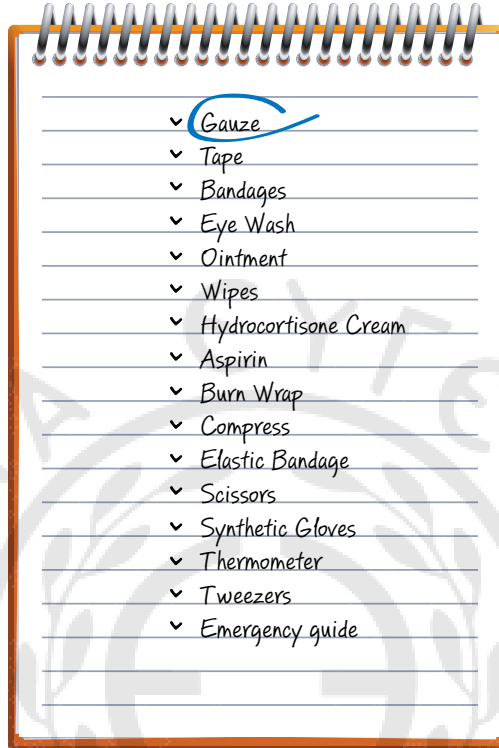 Gauze
Tape
Bandages
Eye Wash
Ointment
Wipes
Hydrocortisone Cream
Aspirin
Burn Wrap
Compress
Elastic Bandage
Scissors
Synthetic Gloves
Thermometer
Tweezers
Emergency guide